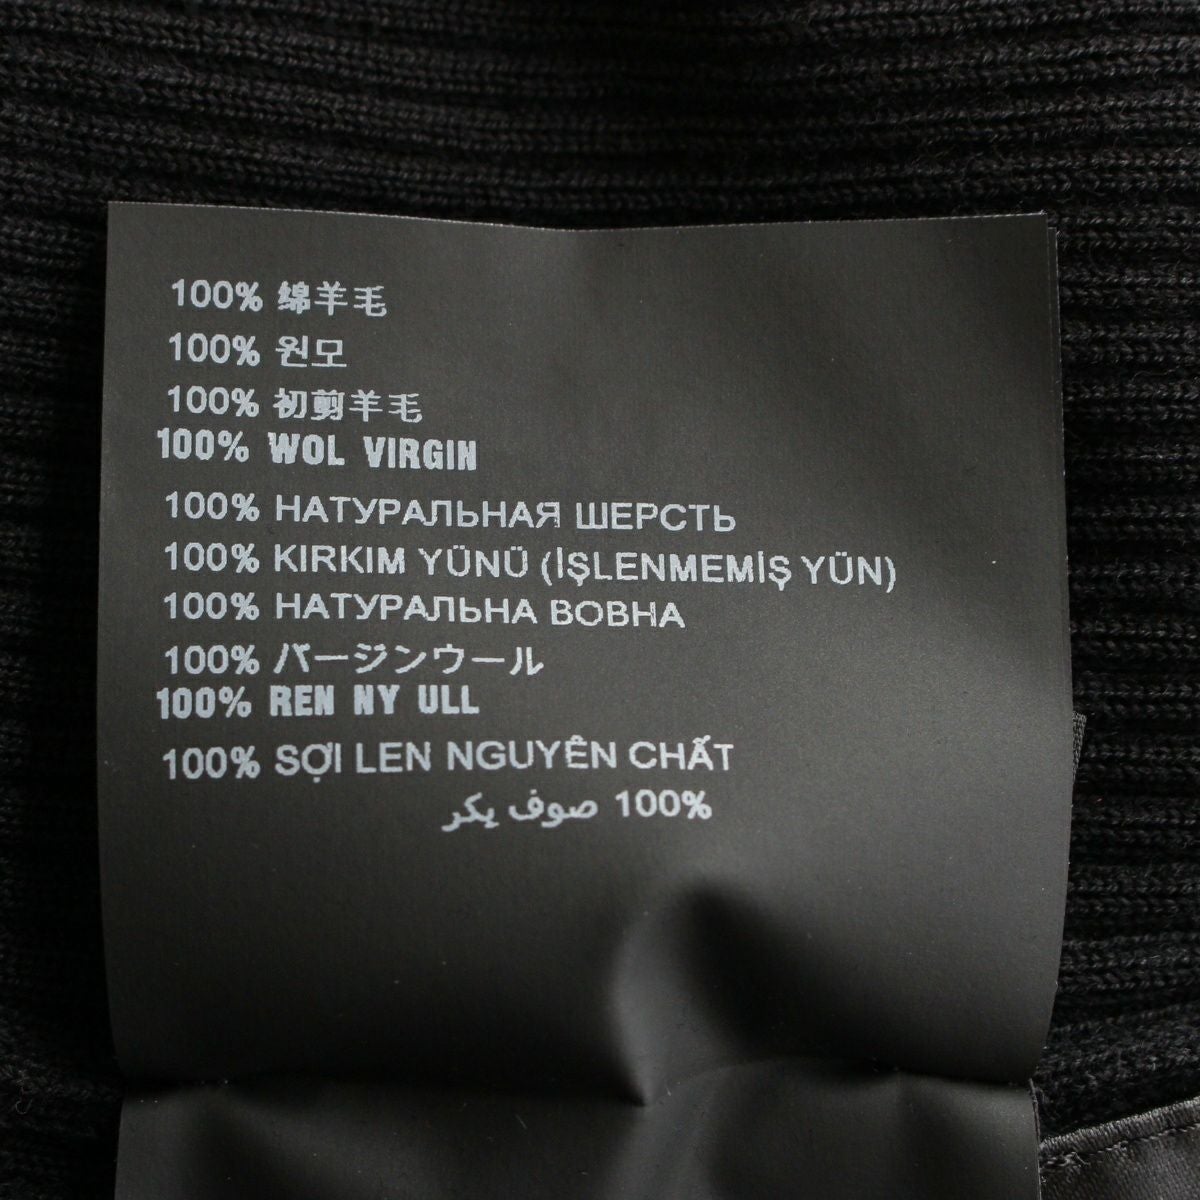 100% 绵羊毛
100% 원모
100% 初剪羊毛
100% WOL VIRGIN
100% НАТУРАЛЬНАЯ ШЕРСТЬ
100% KIRKIM YÜNÜ (İŞLENMEMİŞ YÜN)
100% НАТУРАЛЬНА ВОВНА
100% バージンウール
100% REN NY ULL
100% SỢI LEN NGUYÊN CHẤT
100% صوف يكر